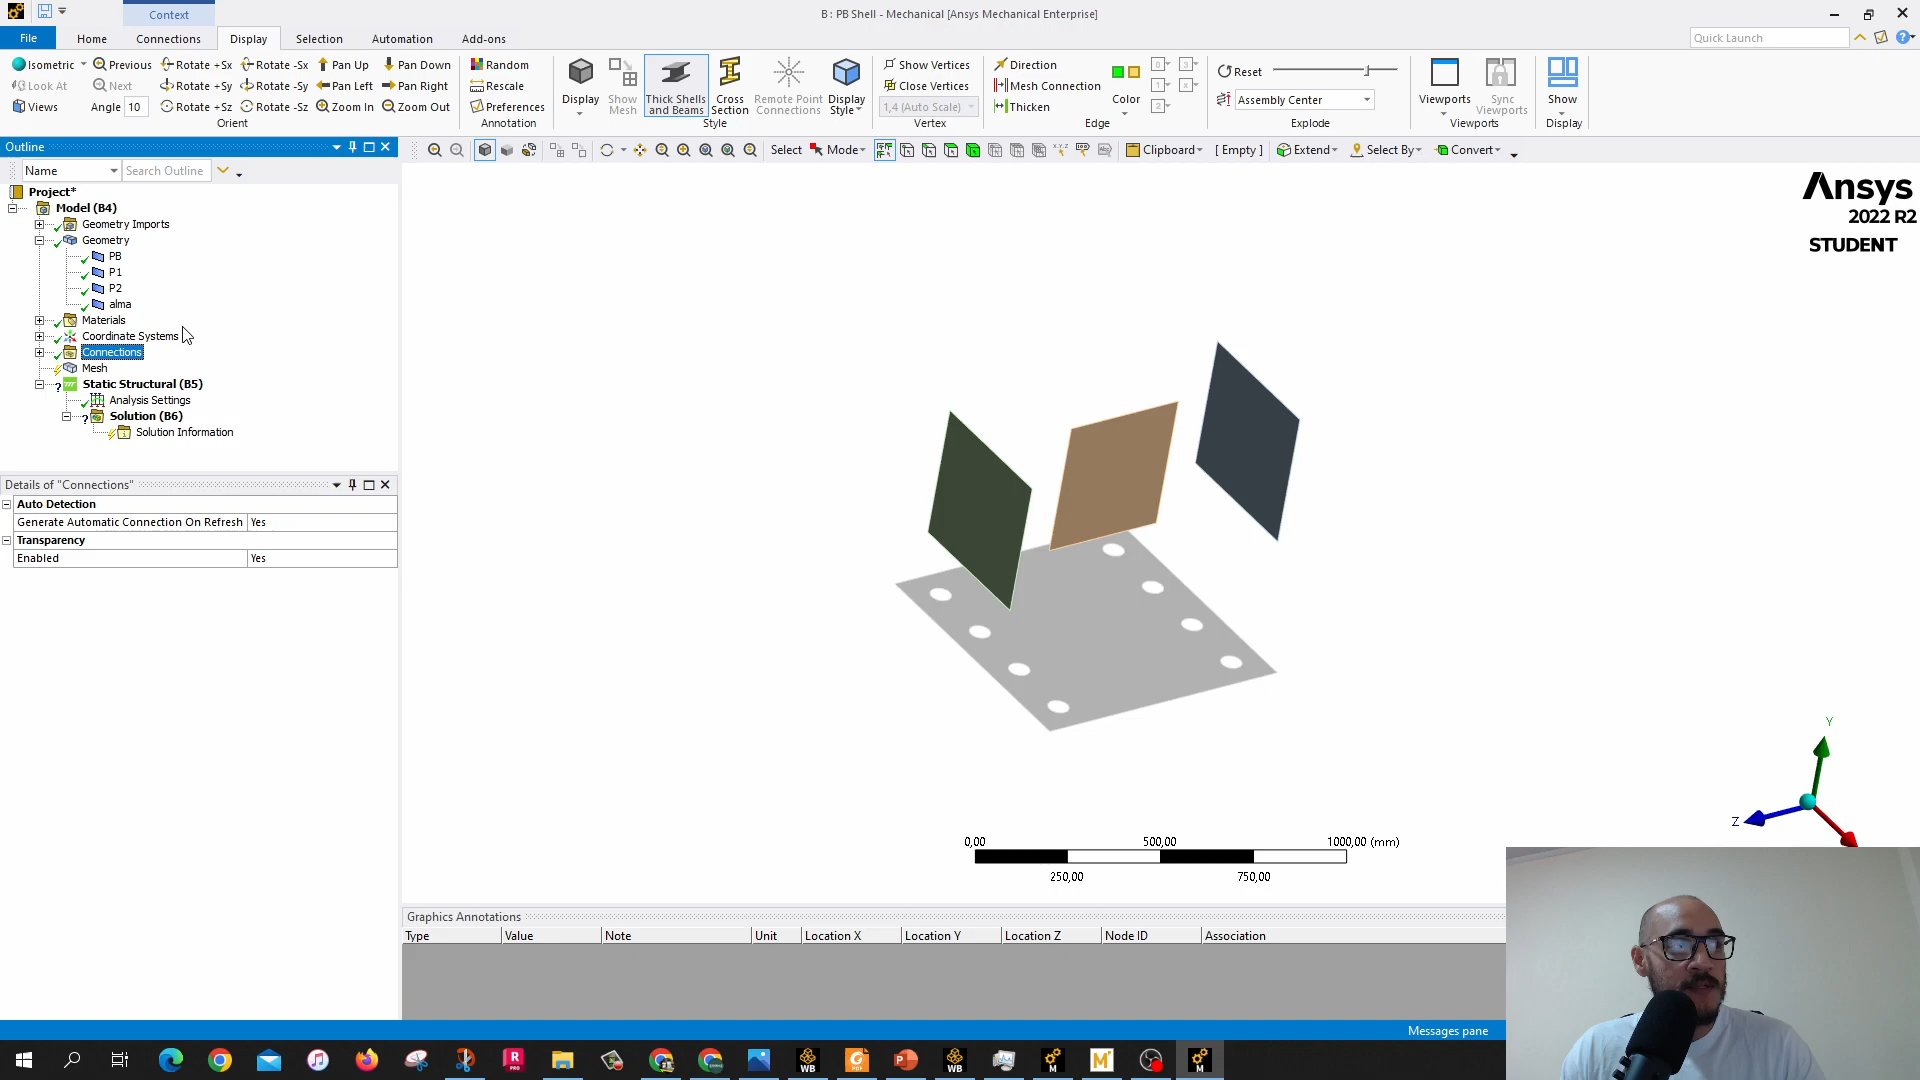 Context
B : PB Shell - Mechanical [Ansys Mechanical Enterprise]
File Home Connections Display Selection Automation Add-ons
Quick Launch
Isometric Previous Rotate +Sx Rotate -Sx Pan Up Pan Down
Look At Next Rotate +Sy Rotate -Sy Pan Left Pan Right
Views Angle 10 Rotate +Sz Rotate -Sz Zoom In Zoom Out
Orient
Random
Rescale
Preferences
Annotation
Display
Show Mesh
Thick Shells and Beams
Cross Section
Remote Point Connections
Display Style
Style
Show Vertices
Close Vertices
1,4 (Auto Scale)
Vertex
Direction
Mesh Connection
Thicken
Color
Edge
Reset
Assembly Center
Explode
Viewports
Sync Viewports
Viewports
Show
Display
Outline
Select Mode Clipboard [ Empty ] Extend Select By Convert
Name Search Outline
Project*
Model (B4)
Geometry Imports
Geometry
PB
P1
P2
alma
Materials
Coordinate Systems
Connections
Mesh
Static Structural (B5)
Analysis Settings
Solution (B6)
Solution Information
Details of "Connections"
Auto Detection
Generate Automatic Connection On Refresh Yes
Transparency
Enabled Yes
Ansys
2022 R2
STUDENT
Y
Z
0,00 500,00 1000,00 (mm)
250,00 750,00
Graphics Annotations
Type Value Note Unit Location X Location Y Location Z Node ID Association
Messages pane